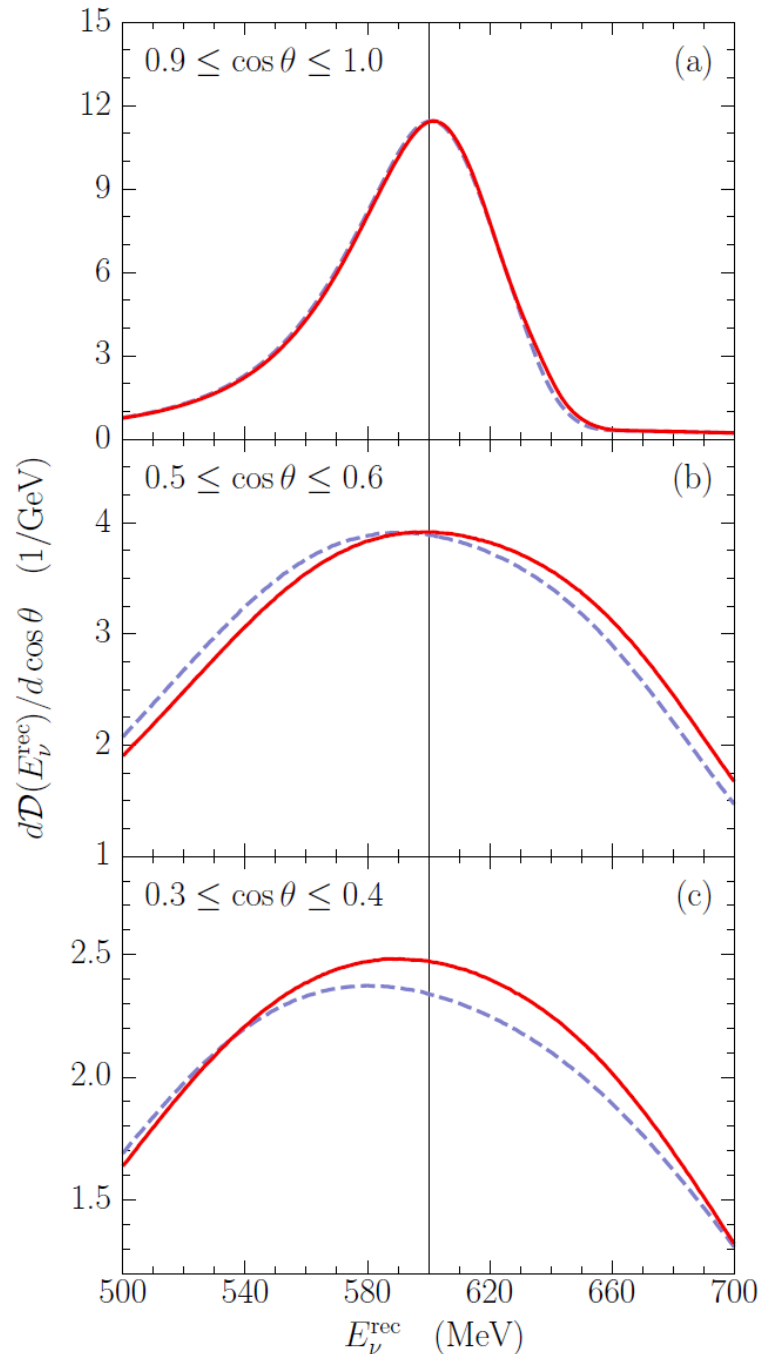 15
0.9 ≤ cos θ ≤ 1.0 (a)
12
9
6
3
0
0.5 ≤ cos θ ≤ 0.6 (b)
4
3
2
1
0.3 ≤ cos θ ≤ 0.4 (c)
2.5
2.0
1.5
500 540 580 620 660 700
E_ν^rec (MeV)
d𝒟(E_ν^rec)/d cos θ (1/GeV)